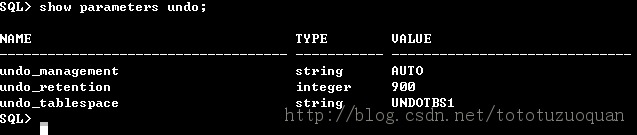 SQL> show parameters undo;
NAME TYPE VALUE
------------------------------------ ----------- ------------------------------
undo_management string AUTO
undo_retention integer 900
undo_tablespace string UNDOTBS1
SQL>
http://blog.csdn.net/tototuzuoquan